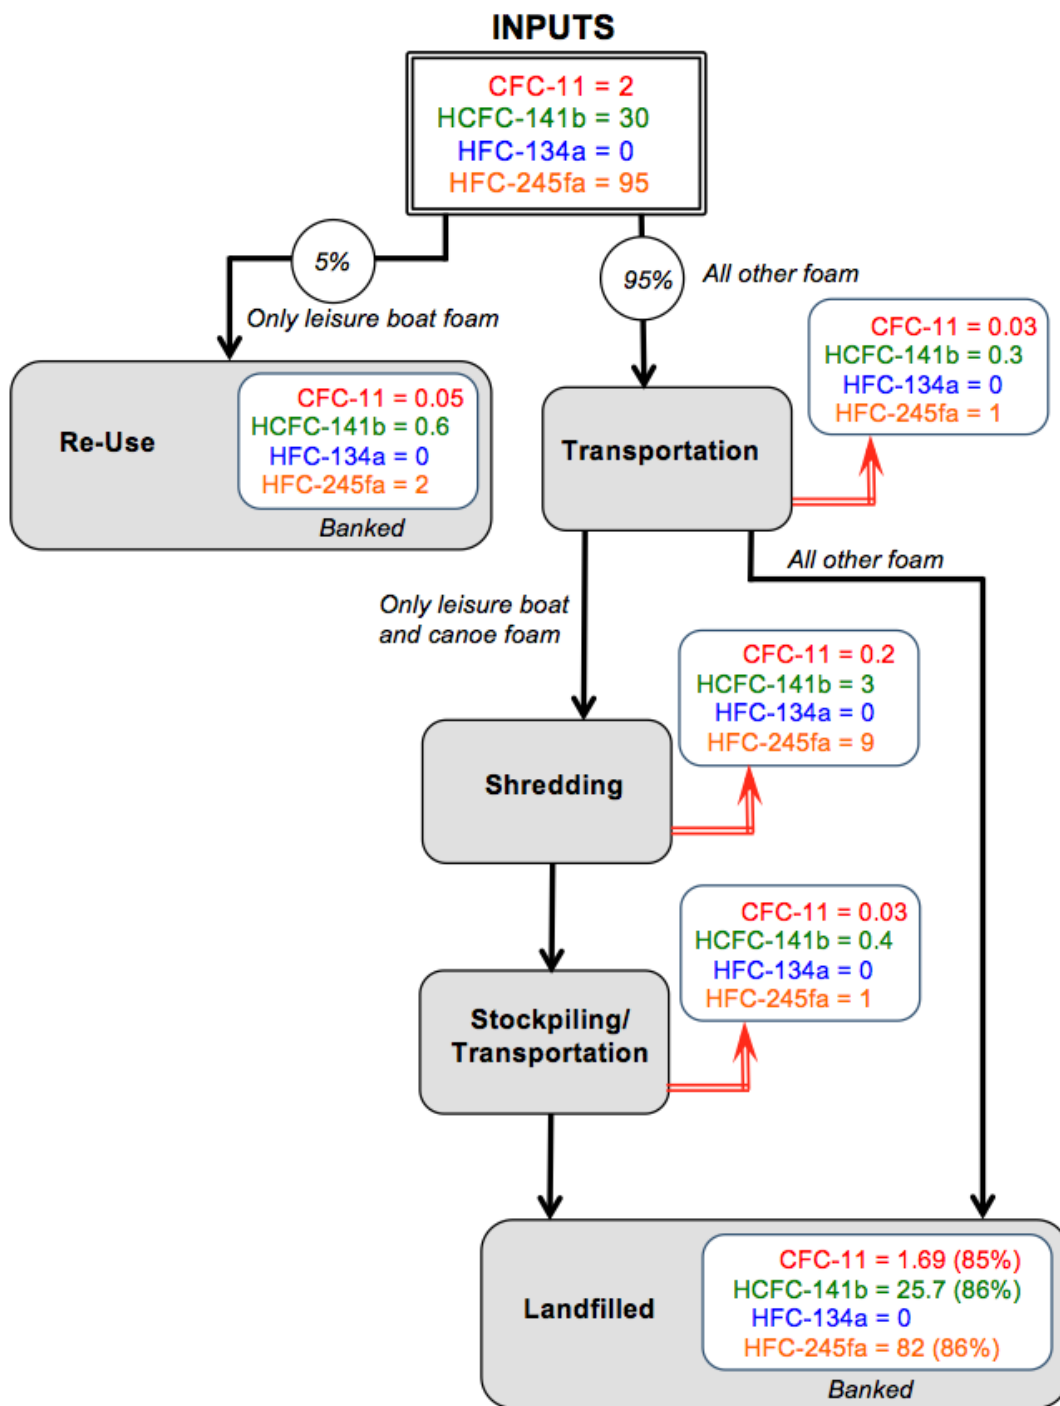 INPUTS
CFC-11 = 2
HCFC-141b = 30
HFC-134a = 0
HFC-245fa = 95
5%
Only leisure boat foam
95%
All other foam
CFC-11 = 0.03
HCFC-141b = 0.3
HFC-134a = 0
HFC-245fa = 1
Re-Use
CFC-11 = 0.05
HCFC-141b = 0.6
HFC-134a = 0
HFC-245fa = 2
Banked
Transportation
Only leisure boat
and canoe foam
All other foam
CFC-11 = 0.2
HCFC-141b = 3
HFC-134a = 0
HFC-245fa = 9
Shredding
CFC-11 = 0.03
HCFC-141b = 0.4
HFC-134a = 0
HFC-245fa = 1
Stockpiling/
Transportation
Landfilled
CFC-11 = 1.69 (85%)
HCFC-141b = 25.7 (86%)
HFC-134a = 0
HFC-245fa = 82 (86%)
Banked